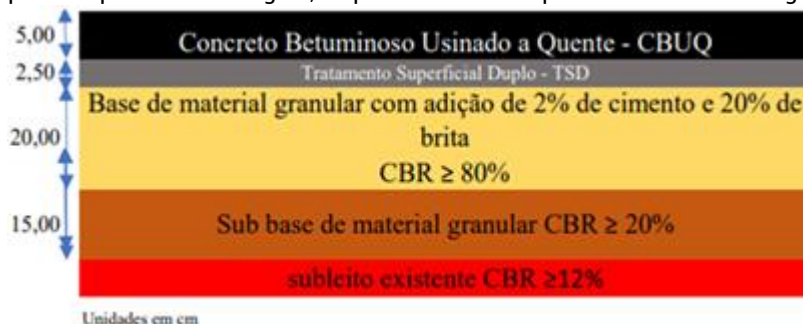 5,00
Concreto Betuminoso Usinado a Quente - CBUQ
2,50
Tratamento Superficial Duplo - TSD
Base de material granular com adição de 2% de cimento e 20% de
20,00
brita
CBR ≥ 80%
15,00
Sub base de material granular CBR ≥ 20%
subleito existente CBR ≥12%
Unidades em cm